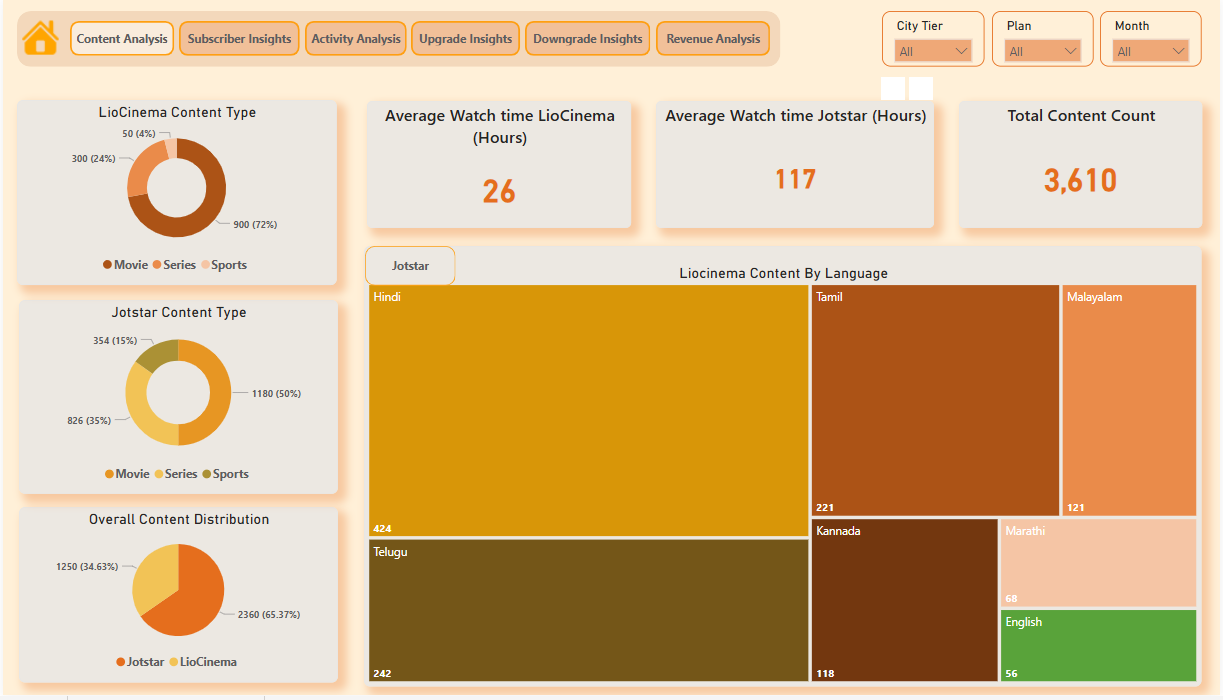 Content Analysis
Subscriber Insights
Activity Analysis
Upgrade Insights
Downgrade Insights
Revenue Analysis
City Tier
All
Plan
All
Month
All
LioCinema Content Type
50 (4%)
300 (24%)
900 (72%)
Movie Series Sports
Average Watch time LioCinema
(Hours)
26
Average Watch time Jotstar (Hours)
117
Total Content Count
3,610
Jotstar Content Type
354 (15%)
1180 (50%)
826 (35%)
Movie Series Sports
Overall Content Distribution
1250 (34.63%)
2360 (65.37%)
Jotstar LioCinema
Jotstar
Liocinema Content By Language
Hindi
424
Telugu
242
Tamil
221
Malayalam
121
Kannada
118
Marathi
68
English
56